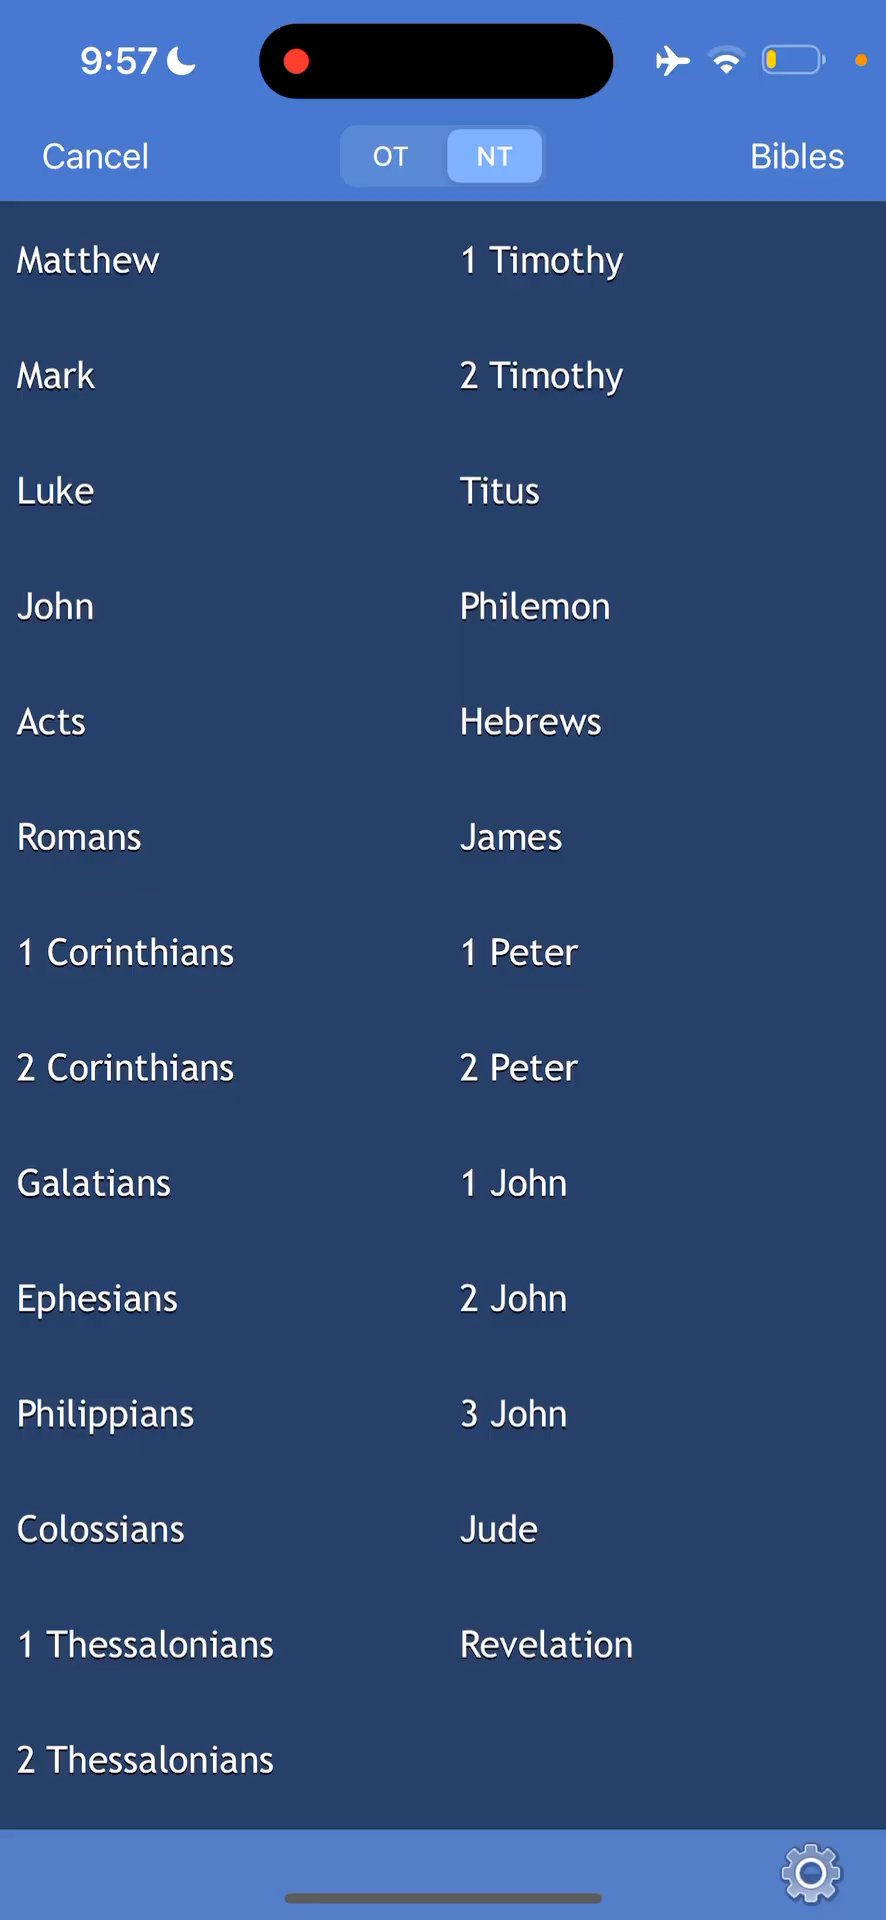 9:57
Cancel OT NT Bibles
Matthew
Mark
Luke
John
Acts
Romans
1 Corinthians
2 Corinthians
Galatians
Ephesians
Philippians
Colossians
1 Thessalonians
2 Thessalonians
1 Timothy
2 Timothy
Titus
Philemon
Hebrews
James
1 Peter
2 Peter
1 John
2 John
3 John
Jude
Revelation